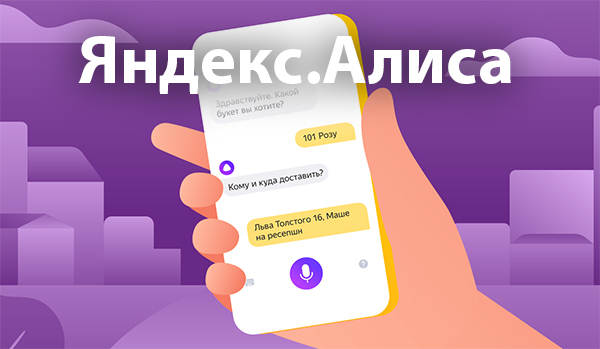 Яндекс.Алиса
Здравствуйте. Какой
букет вы хотите?
101 Розу
Кому и куда доставить?
Льва Толстого 16, Маше
на ресепшн
?